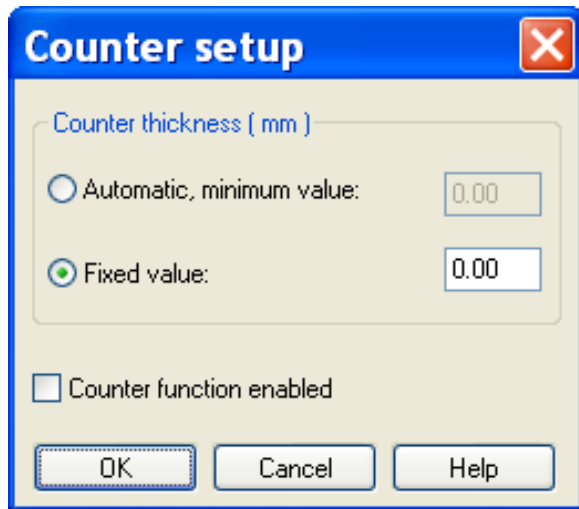 Counter setup
Counter thickness ( mm )
Automatic, minimum value: 0.00
Fixed value: 0.00
Counter function enabled
OK Cancel Help